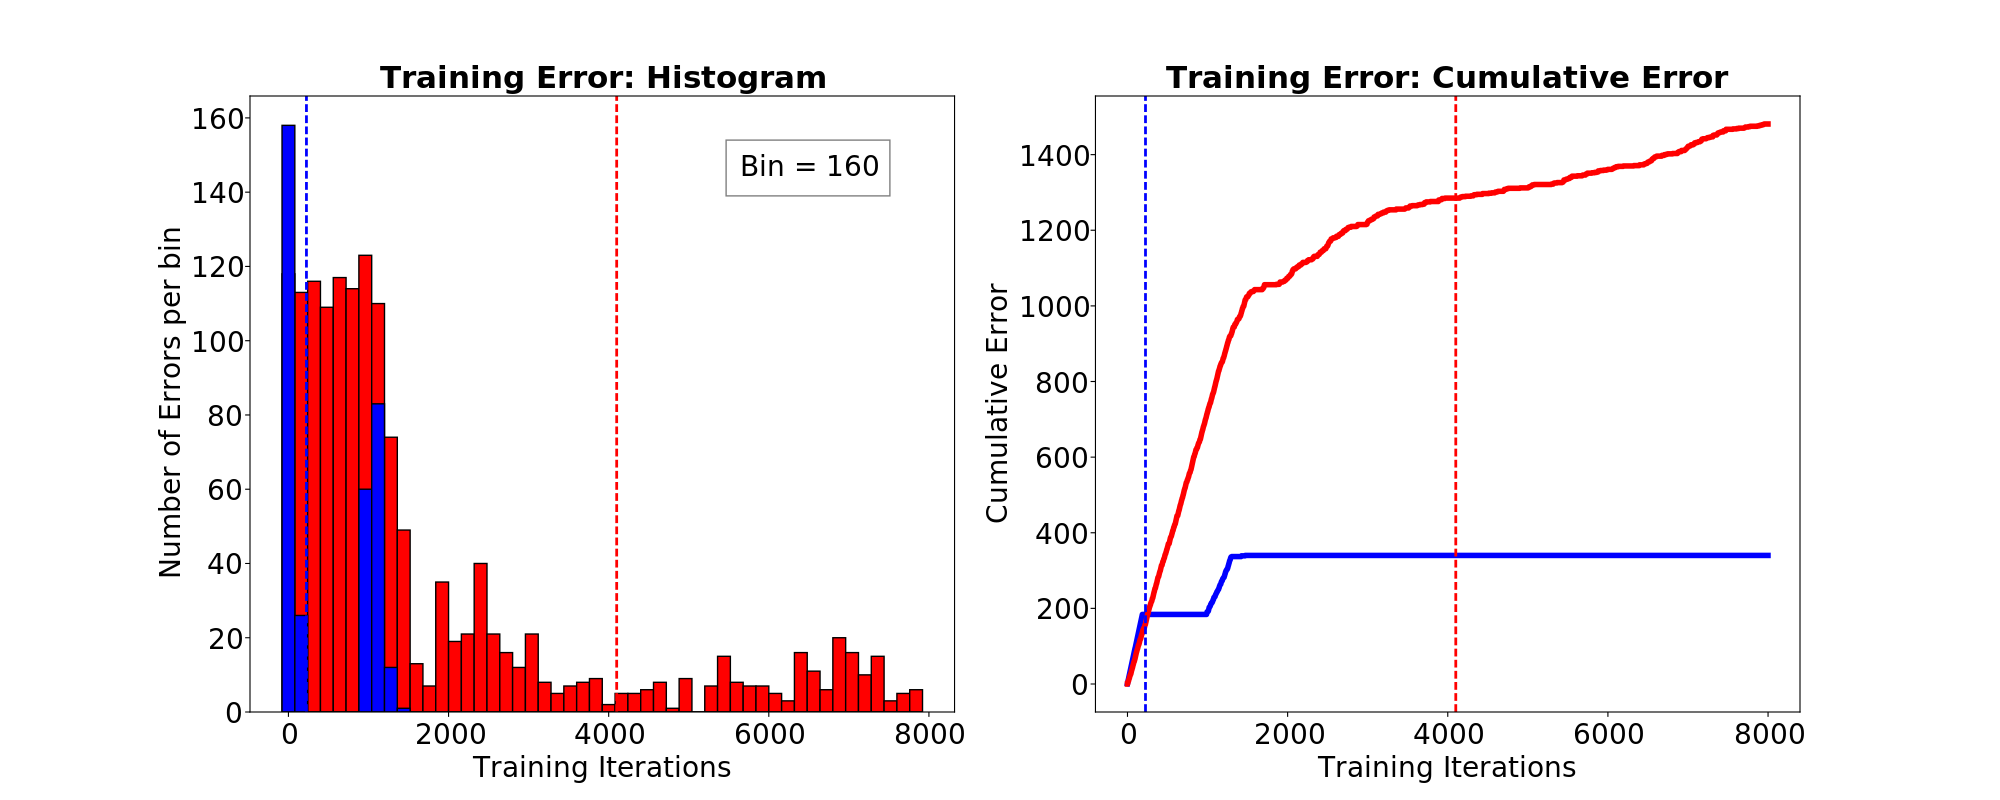 Training Error: Histogram
Number of Errors per bin
160
140
120
100
80
60
40
20
0
Bin = 160
0 2000 4000 6000 8000
Training Iterations
Training Error: Cumulative Error
Cumulative Error
1400
1200
1000
800
600
400
200
0
0 2000 4000 6000 8000
Training Iterations